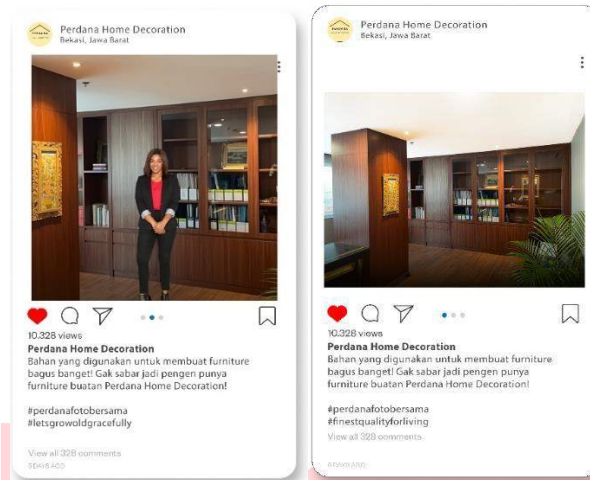 Perdana Home Decoration
Bekasi, Jawa Barat
10.328 views
Perdana Home Decoration
Bahan yang digunakan untuk membuat furniture
bagus banget! Gak sabar jadi pengen punya
furniture buatan Perdana Home Decoration!
#perdanafotobersama
#letsgrowoldgracefully
View all 328 comments
5 DAYS AGO
Perdana Home Decoration
Bekasi, Jawa Barat
10.328 views
Perdana Home Decoration
Bahan yang digunakan untuk membuat furniture
bagus banget! Gak sabar jadi pengen punya
furniture buatan Perdana Home Decoration!
#perdanafotobersama
#finestqualityforliving
View all 328 comments